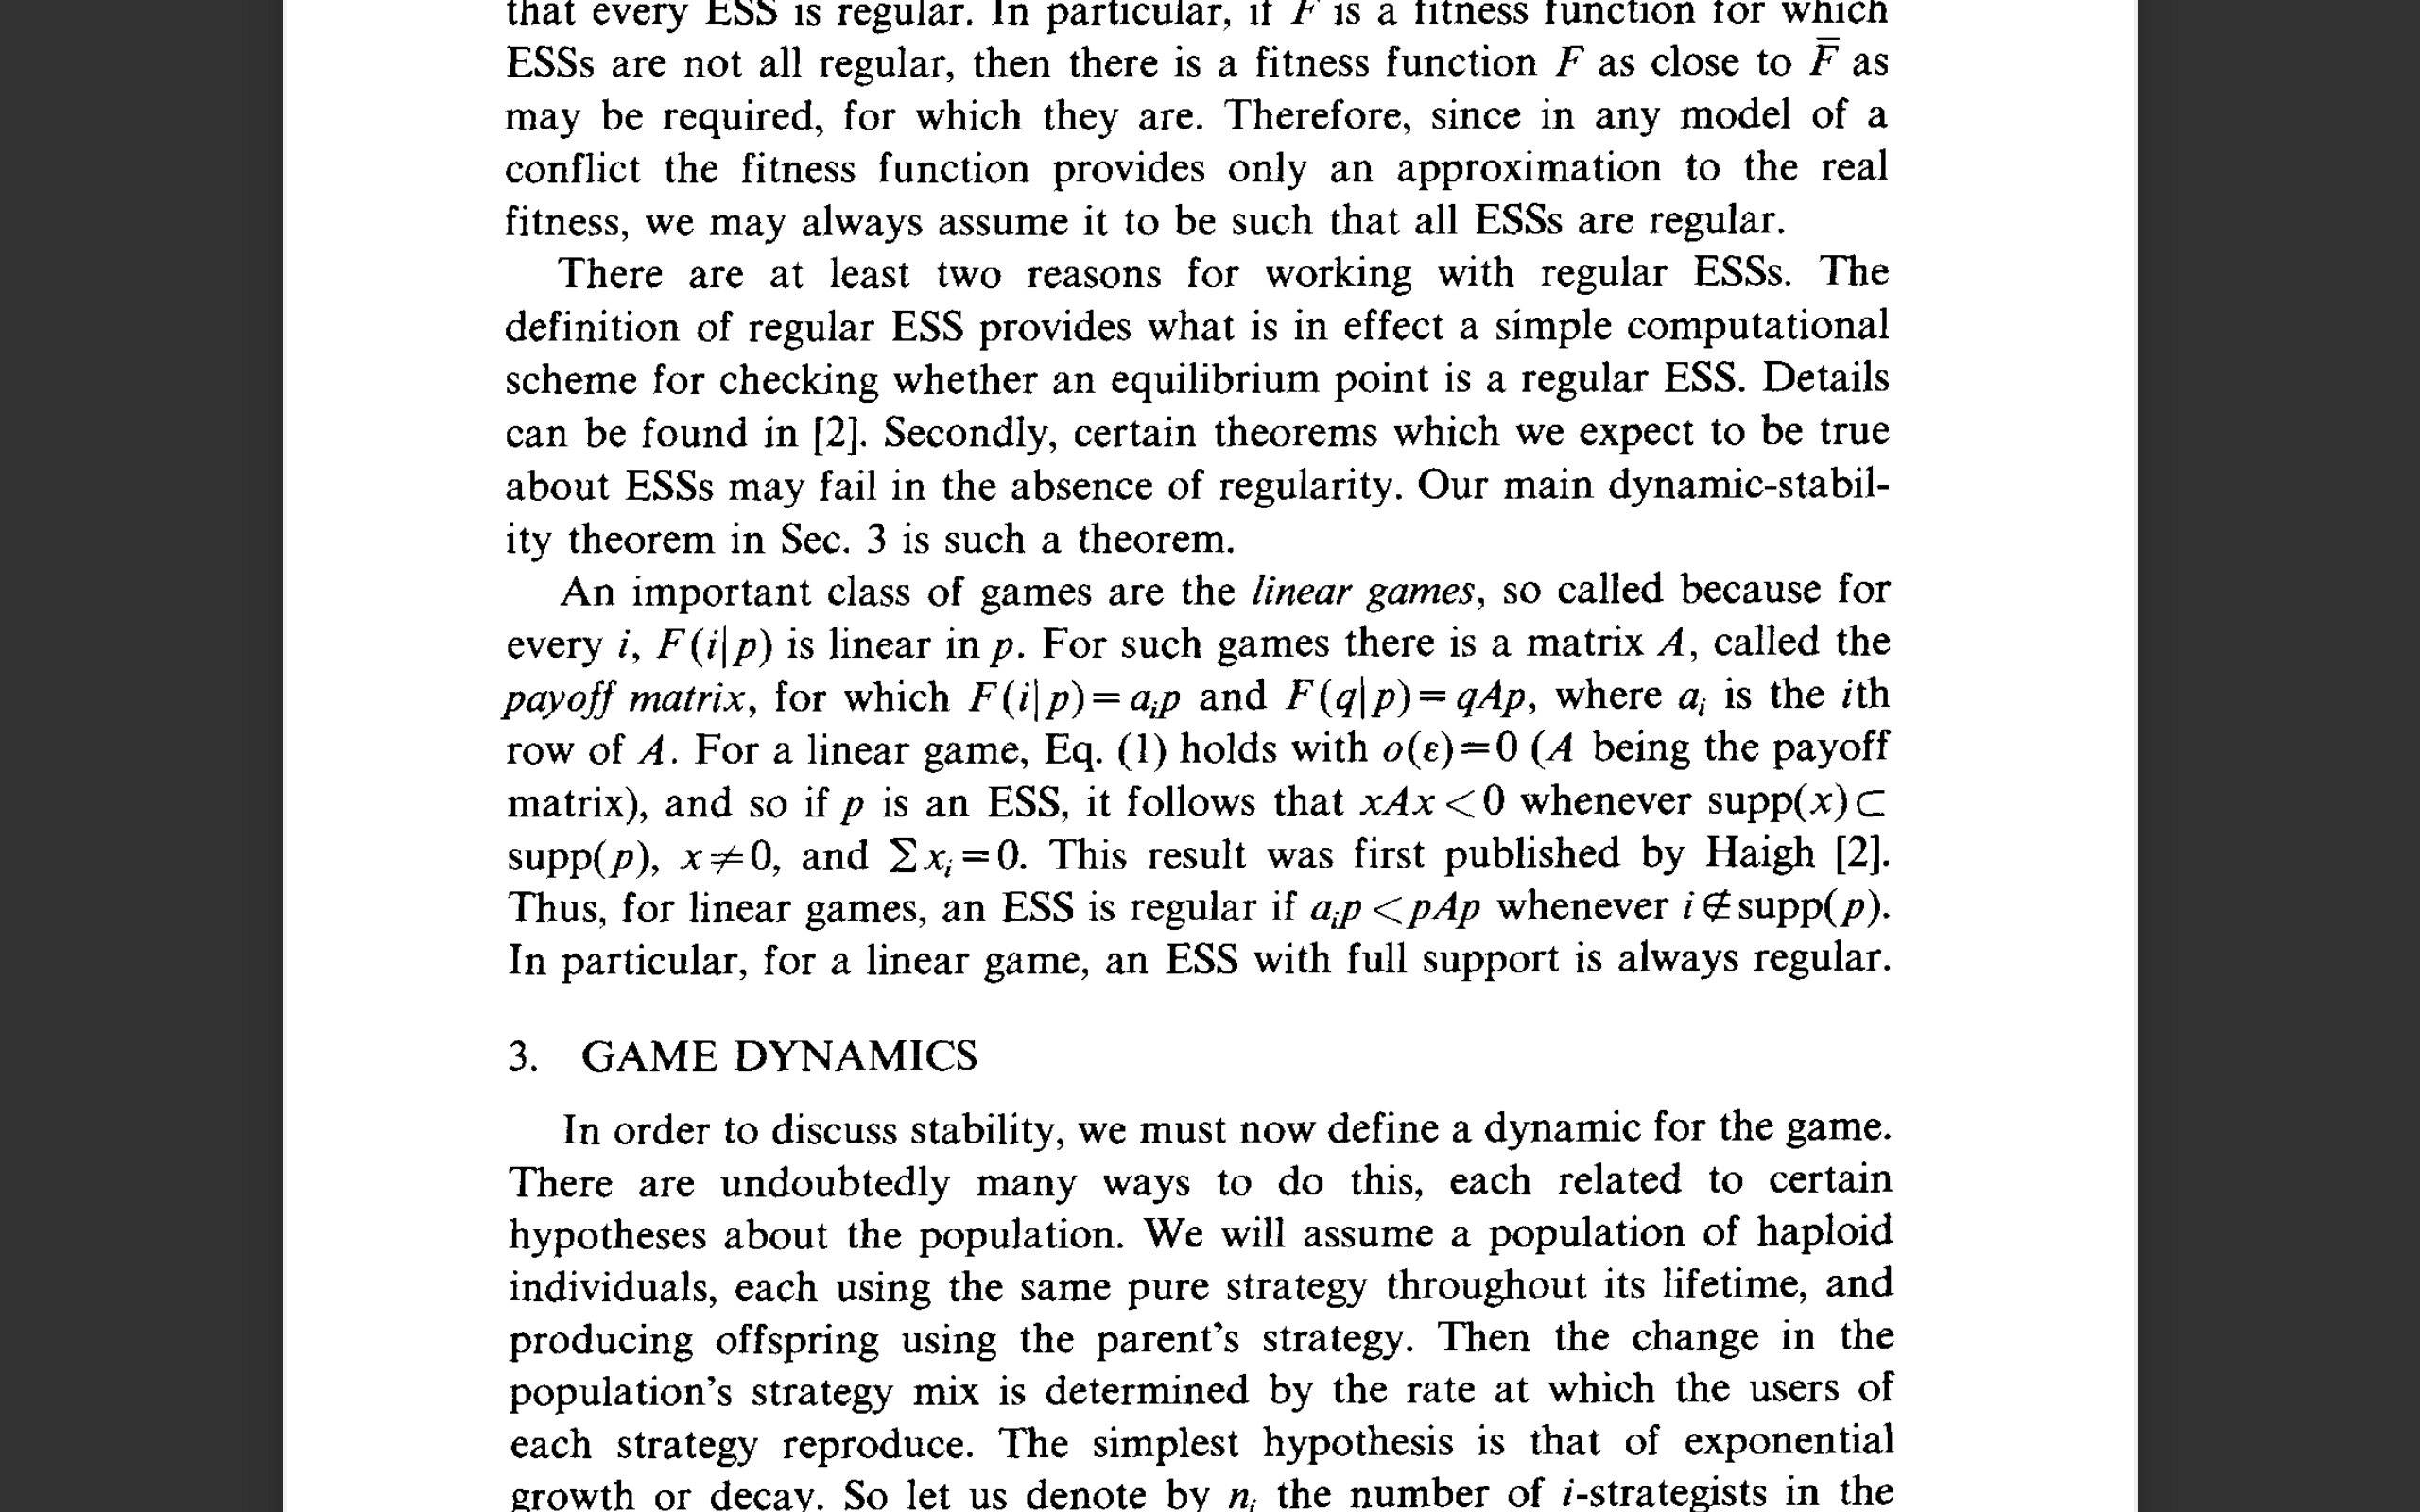 that every ESS is regular. In particular, if F is a fitness function for which
ESSs are not all regular, then there is a fitness function F as close to F̅ as
may be required, for which they are. Therefore, since in any model of a
conflict the fitness function provides only an approximation to the real
fitness, we may always assume it to be such that all ESSs are regular.
There are at least two reasons for working with regular ESSs. The
definition of regular ESS provides what is in effect a simple computational
scheme for checking whether an equilibrium point is a regular ESS. Details
can be found in [2]. Secondly, certain theorems which we expect to be true
about ESSs may fail in the absence of regularity. Our main dynamic-stabil-
ity theorem in Sec. 3 is such a theorem.
An important class of games are the linear games, so called because for
every i, F(i|p) is linear in p. For such games there is a matrix A, called the
payoff matrix, for which F(i|p)=aᵢp and F(q|p)=qAp, where aᵢ is the ith
row of A. For a linear game, Eq. (1) holds with o(ε)=0 (A being the payoff
matrix), and so if p is an ESS, it follows that xAx<0 whenever supp(x)⊂
supp(p), x≠0, and Σxᵢ=0. This result was first published by Haigh [2].
Thus, for linear games, an ESS is regular if aᵢp<pAp whenever i∉supp(p).
In particular, for a linear game, an ESS with full support is always regular.
3. GAME DYNAMICS
In order to discuss stability, we must now define a dynamic for the game.
There are undoubtedly many ways to do this, each related to certain
hypotheses about the population. We will assume a population of haploid
individuals, each using the same pure strategy throughout its lifetime, and
producing offspring using the parent's strategy. Then the change in the
population's strategy mix is determined by the rate at which the users of
each strategy reproduce. The simplest hypothesis is that of exponential
growth or decay. So let us denote by nᵢ the number of i-strategists in the